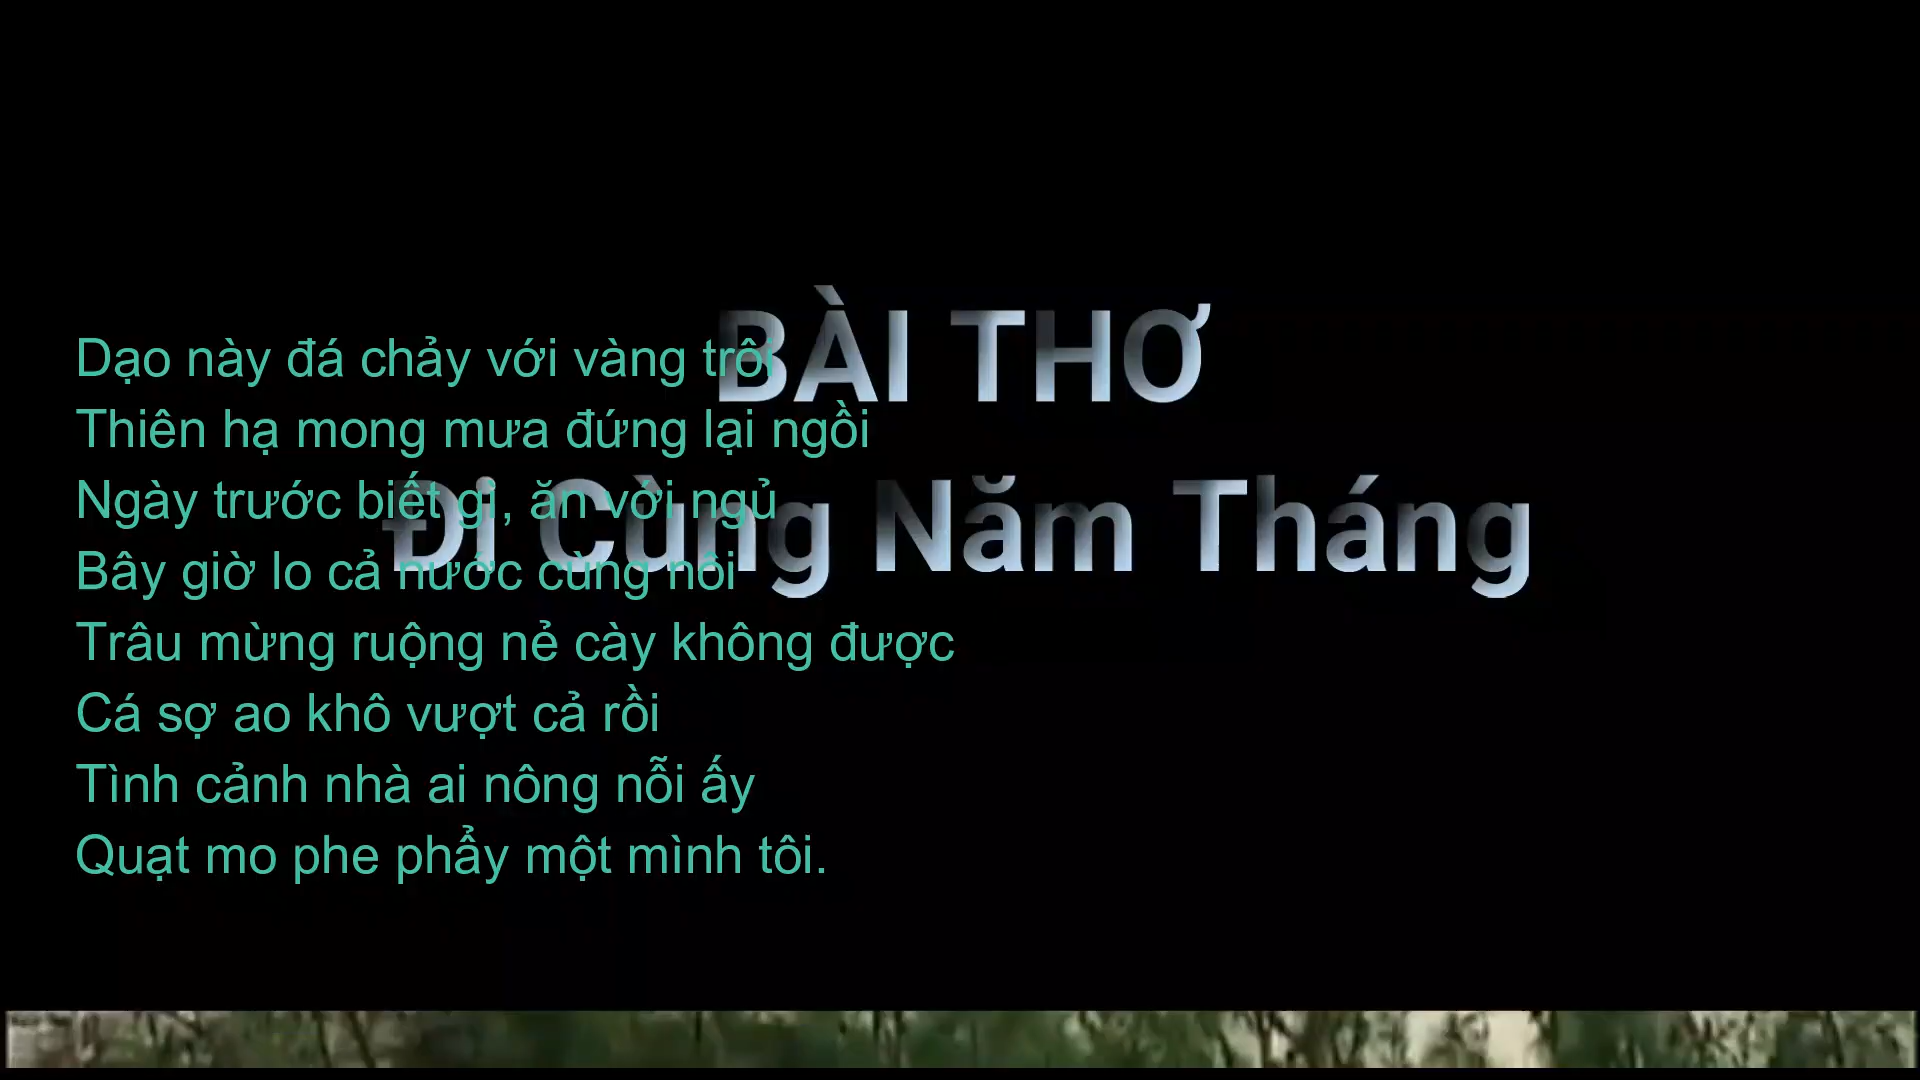 BÀI THƠ
Đi Cùng Năm Tháng
Dạo này đá chảy với vàng trôi
Thiên hạ mong mưa đứng lại ngồi
Ngày trước biết gì, ăn với ngủ
Bây giờ lo cả nước cùng nôi
Trâu mừng ruộng nẻ cày không được
Cá sợ ao khô vượt cả rồi
Tình cảnh nhà ai nông nỗi ấy
Quạt mo phe phẩy một mình tôi.